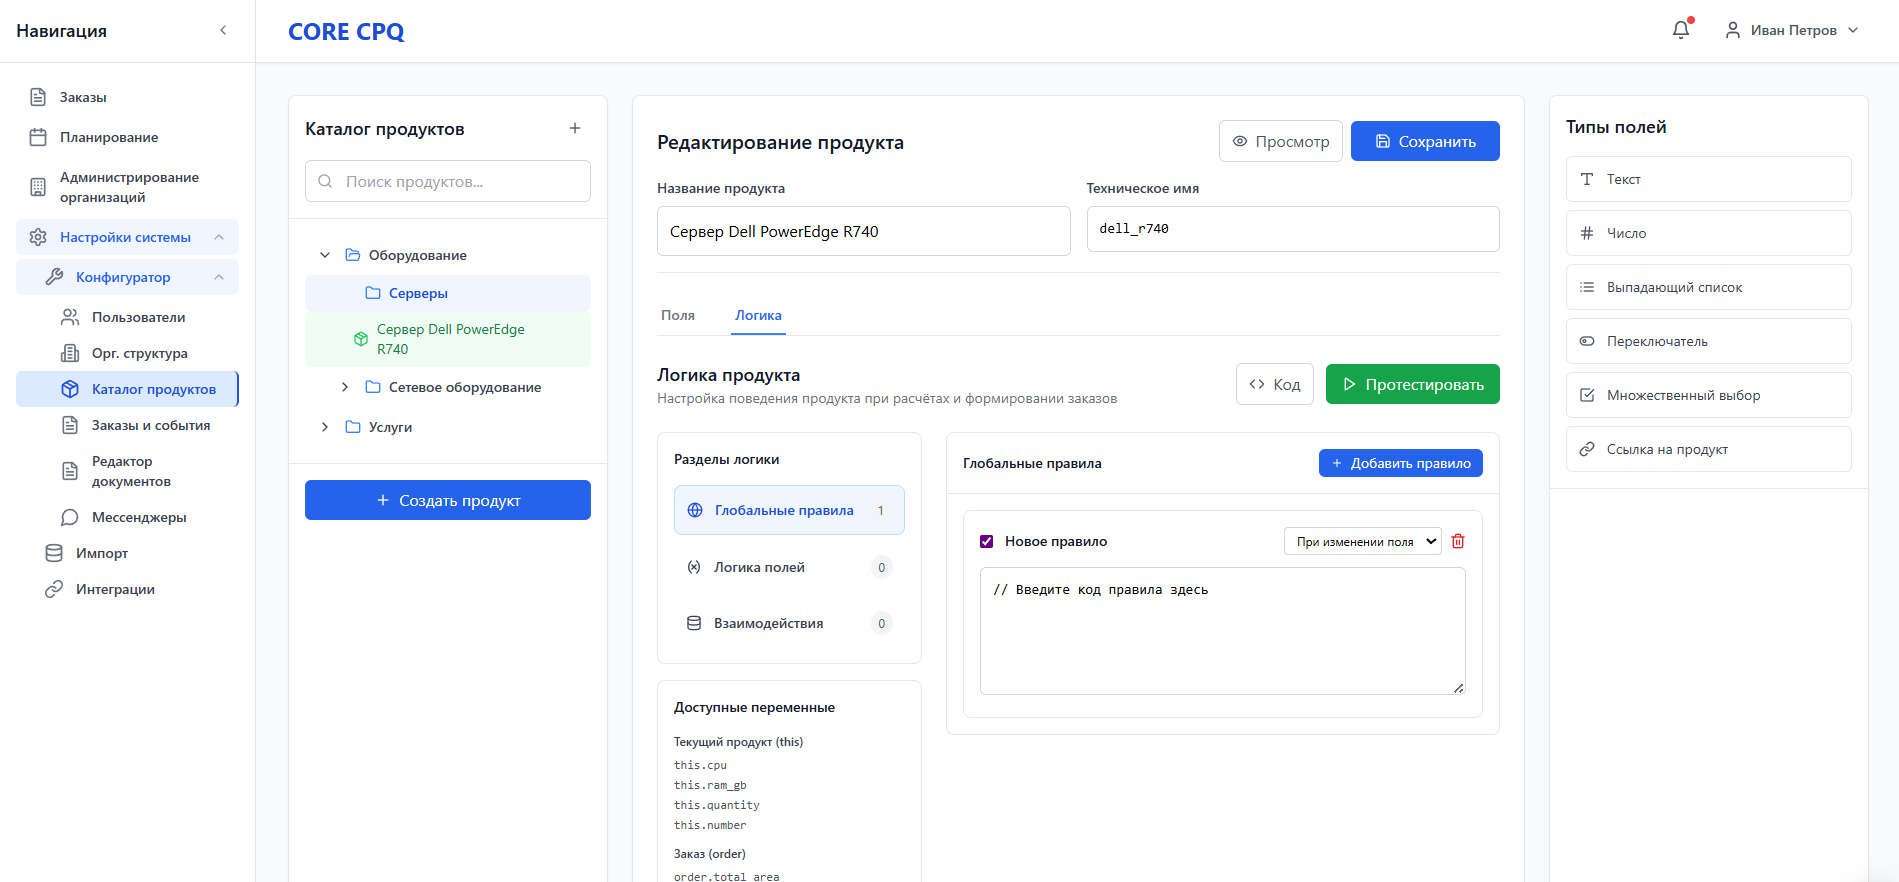 Навигация
Заказы
Планирование
Администрирование
организаций
Настройки системы
Конфигуратор
Пользователи
Орг. структура
Каталог продуктов
Заказы и события
Редактор
документов
Мессенджеры
Импорт
Интеграции
CORE CPQ
Иван Петров
Каталог продуктов
Поиск продуктов...
Оборудование
Серверы
Сервер Dell PowerEdge
R740
Сетевое оборудование
Услуги
Создать продукт
Редактирование продукта
Просмотр
Сохранить
Название продукта
Техническое имя
Сервер Dell PowerEdge R740
dell_r740
Поля
Логика
Логика продукта
Настройка поведения продукта при расчётах и формировании заказов
Код
Протестировать
Разделы логики
Глобальные правила 1
Логика полей 0
Взаимодействия 0
Доступные переменные
Текущий продукт (this)
this.cpu
this.ram_gb
this.quantity
this.number
Заказ (order)
order.total_area
Глобальные правила
Добавить правило
Новое правило
При изменении поля
// Введите код правила здесь
Типы полей
Текст
Число
Выпадающий список
Переключатель
Множественный выбор
Ссылка на продукт